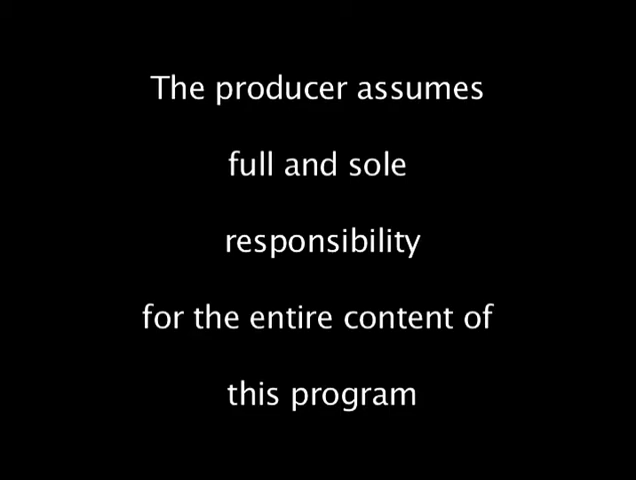 The producer assumes
full and sole
responsibility
for the entire content of
this program